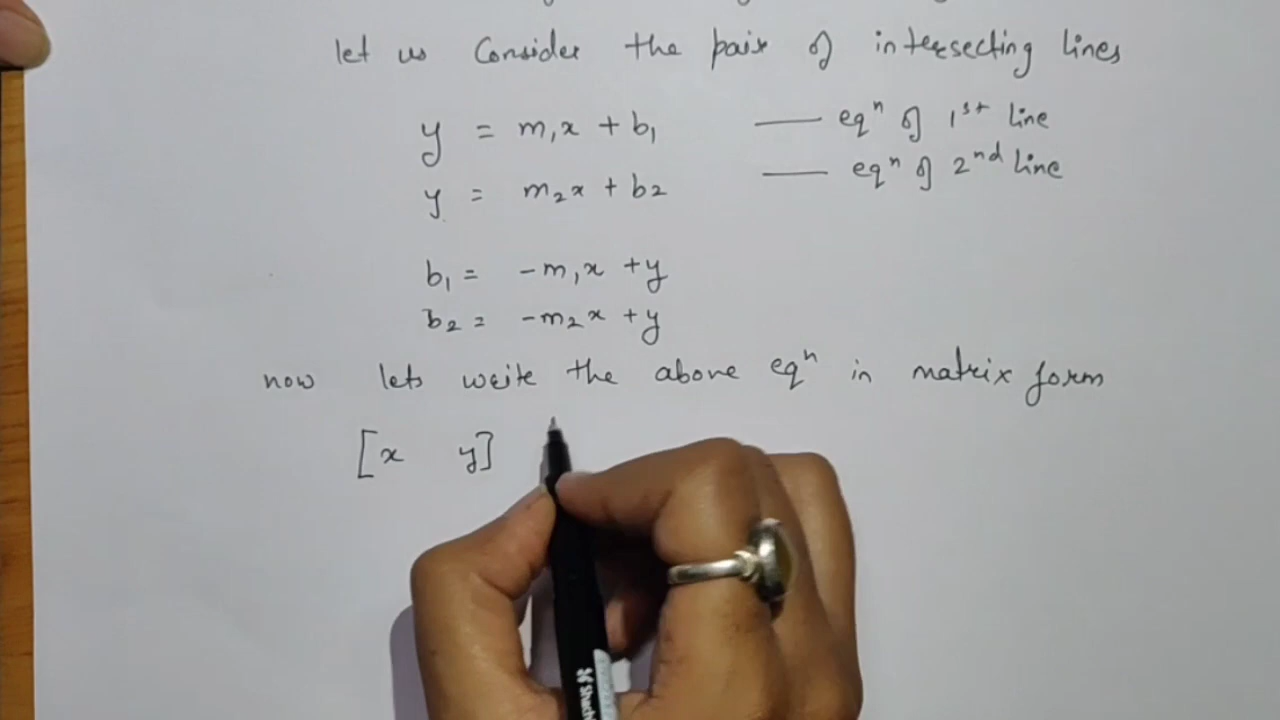 let us Consider the pair of intersecting lines
y = m₁x + b₁ —— eqⁿ of 1ˢᵗ line
y = m₂x + b₂ —— eqⁿ of 2ⁿᵈ line
b₁ = -m₁x + y
b₂ = -m₂x + y
now lets write the above eqⁿ in matrix form
[x y]